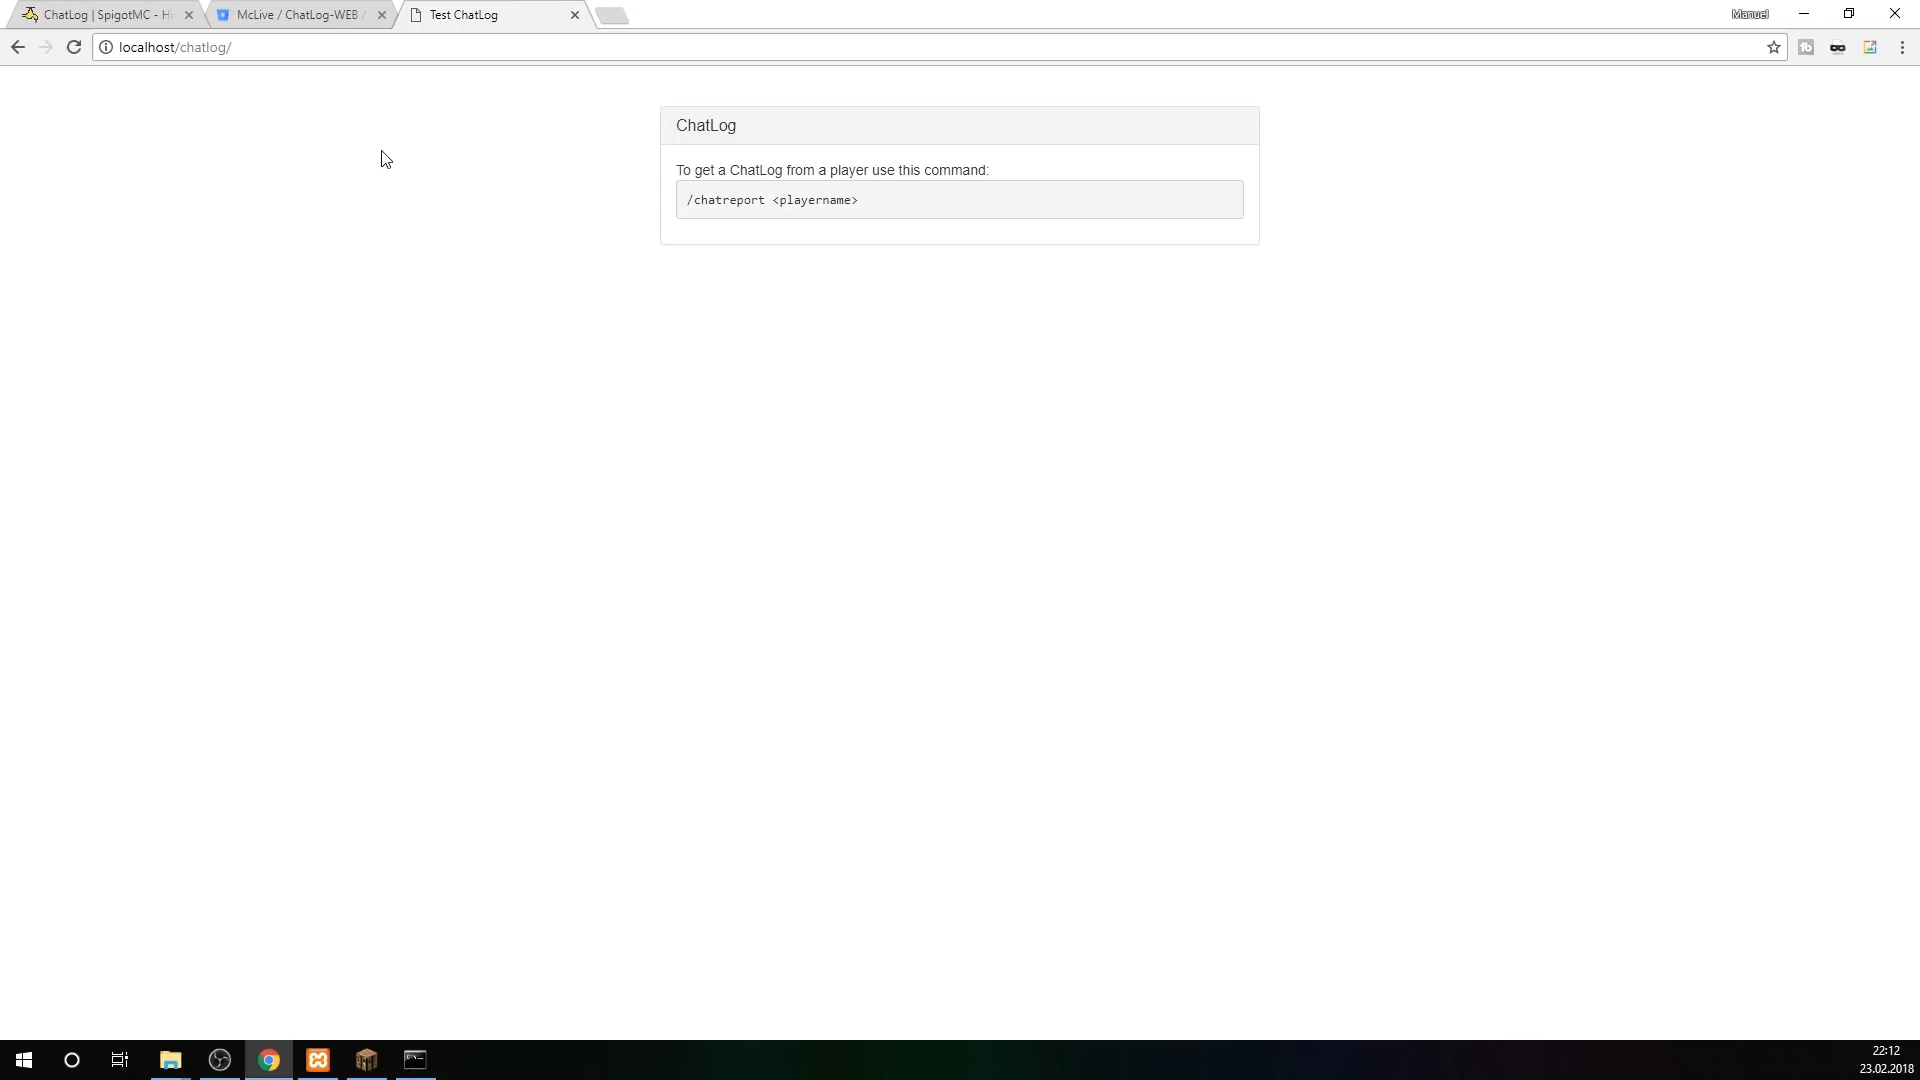 ChatLog | SpigotMC - Hi
McLive / ChatLog-WEB /
Test ChatLog
Manuel
localhost/chatlog/
ChatLog
To get a ChatLog from a player use this command:
/chatreport <playername>
22:12
23.02.2018